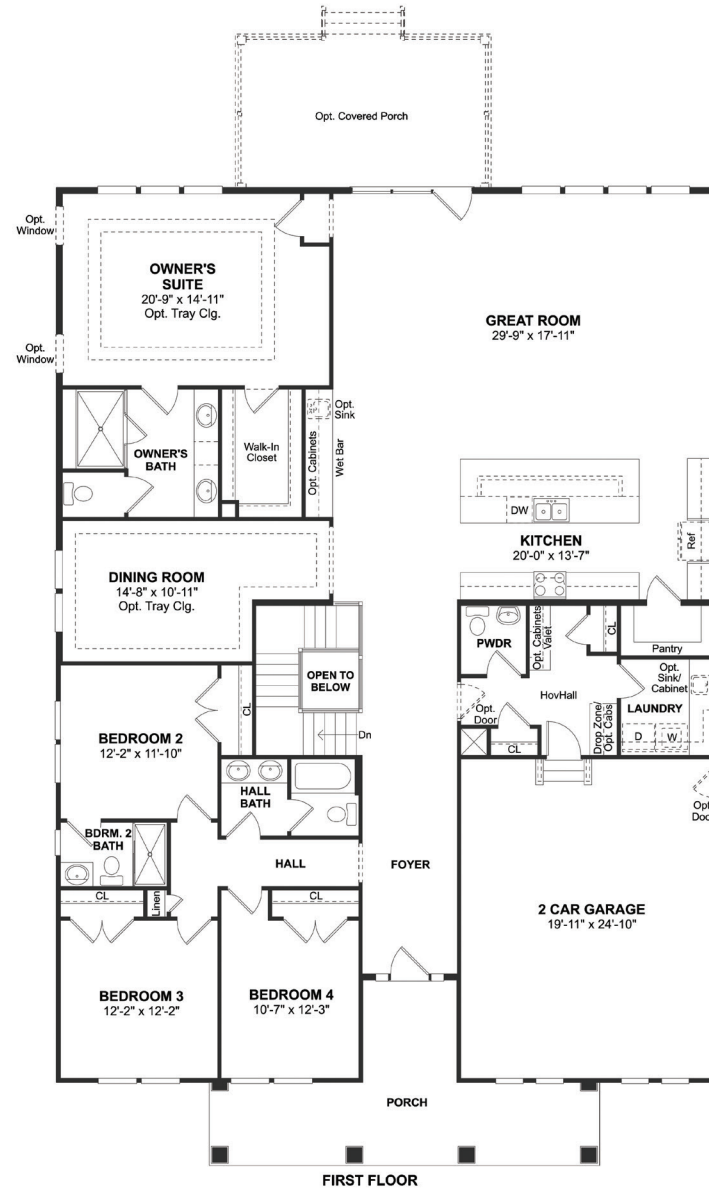 Opt. Covered Porch
Opt.
Window
OWNER'S
SUITE
20'-9" x 14'-11"
Opt. Tray Clg.
GREAT ROOM
29'-9" x 17'-11"
Opt.
Window
OWNER'S
BATH
Walk-In
Closet
Opt. Cabinets
Opt.
Sink
Wet Bar
DW
KITCHEN
20'-0" x 13'-7"
Ref
DINING ROOM
14'-8" x 10'-11"
Opt. Tray Clg.
PWDR
Opt. Cabinets
Valet
CL
Pantry
OPEN TO
BELOW
Dn
Opt.
Door
HovHall
CL
Drop Zone/
Opt. Cabs
Opt.
Sink/
Cabinet
LAUNDRY
D
W
BEDROOM 2
12'-2" x 11'-10"
CL
HALL
BATH
BDRM. 2
BATH
HALL
FOYER
CL
Linen
CL
2 CAR GARAGE
19'-11" x 24'-10"
BEDROOM 3
12'-2" x 12'-2"
BEDROOM 4
10'-7" x 12'-3"
PORCH
FIRST FLOOR